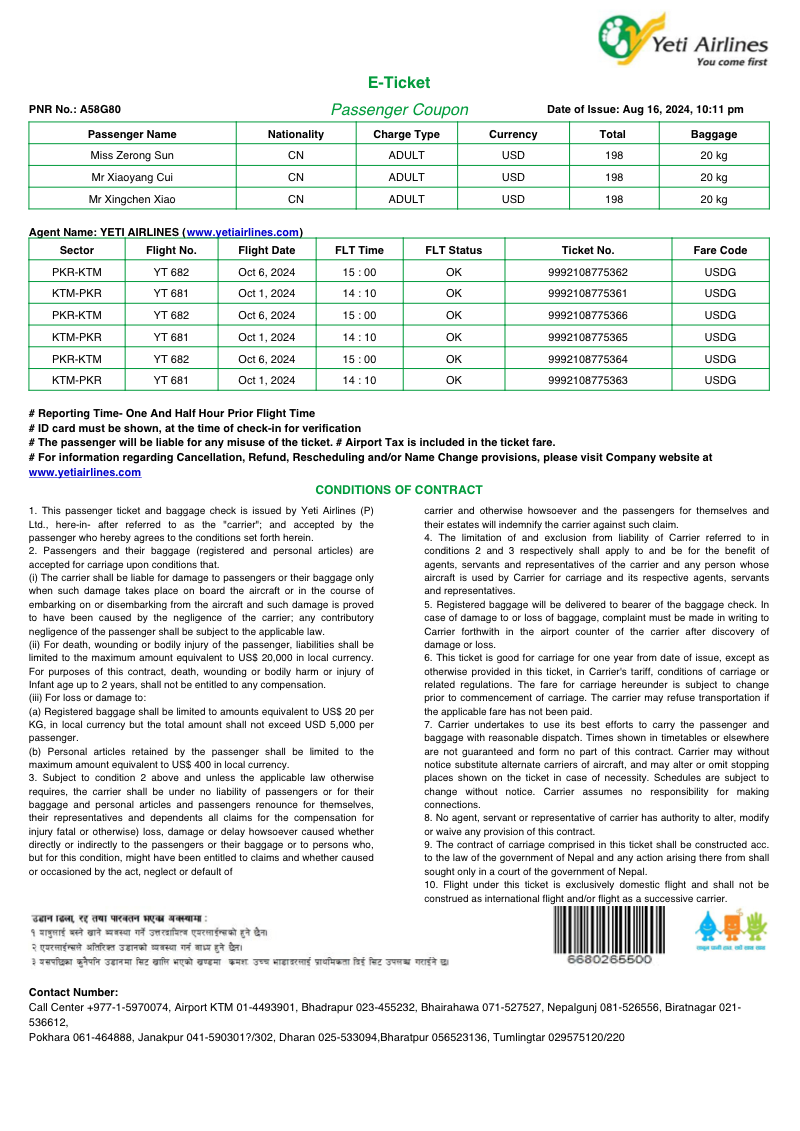 Yeti Airlines
You come first
E-Ticket
PNR No.: A58G80
Passenger Coupon
Date of Issue: Aug 16, 2024, 10:11 pm
Passenger Name Nationality Charge Type Currency Total Baggage
Miss Zerong Sun CN ADULT USD 198 20 kg
Mr Xiaoyang Cui CN ADULT USD 198 20 kg
Mr Xingchen Xiao CN ADULT USD 198 20 kg
Agent Name: YETI AIRLINES (www.yetiairlines.com)
Sector Flight No. Flight Date FLT Time FLT Status Ticket No. Fare Code
PKR-KTM YT 682 Oct 6, 2024 15 : 00 OK 9992108775362 USDG
KTM-PKR YT 681 Oct 1, 2024 14 : 10 OK 9992108775361 USDG
PKR-KTM YT 682 Oct 6, 2024 15 : 00 OK 9992108775366 USDG
KTM-PKR YT 681 Oct 1, 2024 14 : 10 OK 9992108775365 USDG
PKR-KTM YT 682 Oct 6, 2024 15 : 00 OK 9992108775364 USDG
KTM-PKR YT 681 Oct 1, 2024 14 : 10 OK 9992108775363 USDG
# Reporting Time- One And Half Hour Prior Flight Time
# ID card must be shown, at the time of check-in for verification
# The passenger will be liable for any misuse of the ticket. # Airport Tax is included in the ticket fare.
# For information regarding Cancellation, Refund, Rescheduling and/or Name Change provisions, please visit Company website at
www.yetiairlines.com
CONDITIONS OF CONTRACT
1. This passenger ticket and baggage check is issued by Yeti Airlines (P)
Ltd., here-in- after referred to as the "carrier"; and accepted by the
passenger who hereby agrees to the conditions set forth herein.
2. Passengers and their baggage (registered and personal articles) are
accepted for carriage upon conditions that.
(i) The carrier shall be liable for damage to passengers or their baggage only
when such damage takes place on board the aircraft or in the course of
embarking on or disembarking from the aircraft and such damage is proved
to have been caused by the negligence of the carrier; any contributory
negligence of the passenger shall be subject to the applicable law.
(ii) For death, wounding or bodily injury of the passenger, liabilities shall be
limited to the maximum amount equivalent to US$ 20,000 in local currency.
For purposes of this contract, death, wounding or bodily harm or injury of
Infant age up to 2 years, shall not be entitled to any compensation.
(iii) For loss or damage to:
(a) Registered baggage shall be limited to amounts equivalent to US$ 20 per
KG, in local currency but the total amount shall not exceed USD 5,000 per
passenger.
(b) Personal articles retained by the passenger shall be limited to the
maximum amount equivalent to US$ 400 in local currency.
3. Subject to condition 2 above and unless the applicable law otherwise
requires, the carrier shall be under no liability of passengers or for their
baggage and personal articles and passengers renounce for themselves,
their representatives and dependents all claims for the compensation for
injury fatal or otherwise) loss, damage or delay howsoever caused whether
directly or indirectly to the passengers or their baggage or to persons who,
but for this condition, might have been entitled to claims and whether caused
or occasioned by the act, neglect or default of
carrier and otherwise howsoever and the passengers for themselves and
their estates will indemnify the carrier against such claim.
4. The limitation of and exclusion from liability of Carrier referred to in
conditions 2 and 3 respectively shall apply to and be for the benefit of
agents, servants and representatives of the carrier and any person whose
aircraft is used by Carrier for carriage and its respective agents, servants
and representatives.
5. Registered baggage will be delivered to bearer of the baggage check. In
case of damage to or loss of baggage, complaint must be made in writing to
Carrier forthwith in the airport counter of the carrier after discovery of
damage or loss.
6. This ticket is good for carriage for one year from date of issue, except as
otherwise provided in this ticket, in Carrier's tariff, conditions of carriage or
related regulations. The fare for carriage hereunder is subject to change
prior to commencement of carriage. The carrier may refuse transportation if
the applicable fare has not been paid.
7. Carrier undertakes to use its best efforts to carry the passenger and
baggage with reasonable dispatch. Times shown in timetables or elsewhere
are not guaranteed and form no part of this contract. Carrier may without
notice substitute alternate carriers of aircraft, and may alter or omit stopping
places shown on the ticket in case of necessity. Schedules are subject to
change without notice. Carrier assumes no responsibility for making
connections.
8. No agent, servant or representative of carrier has authority to alter, modify
or waive any provision of this contract.
9. The contract of carriage comprised in this ticket shall be constructed acc.
to the law of the government of Nepal and any action arising there from shall
sought only in a court of the government of Nepal.
10. Flight under this ticket is exclusively domestic flight and shall not be
construed as international flight and/or flight as a successive carrier.
उडान ढिला, रद्द तथा परिवर्तन भएका अवस्थामा :
१ यात्रुलाई बस्ने खाने व्यवस्था गर्ने उत्तरदायित्व एयरलाईन्सको हुने छैन।
२ एयरलाईन्सले अतिरिक्त उडानको व्यवस्था गर्न बाध्य हुने छैन।
6680265500
Contact Number:
Call Center +977-1-5970074, Airport KTM 01-4493901, Bhadrapur 023-455232, Bhairahawa 071-527527, Nepalgunj 081-526556, Biratnagar 021-
536612,
Pokhara 061-464888, Janakpur 041-590301?/302, Dharan 025-533094,Bharatpur 056523136, Tumlingtar 029575120/220